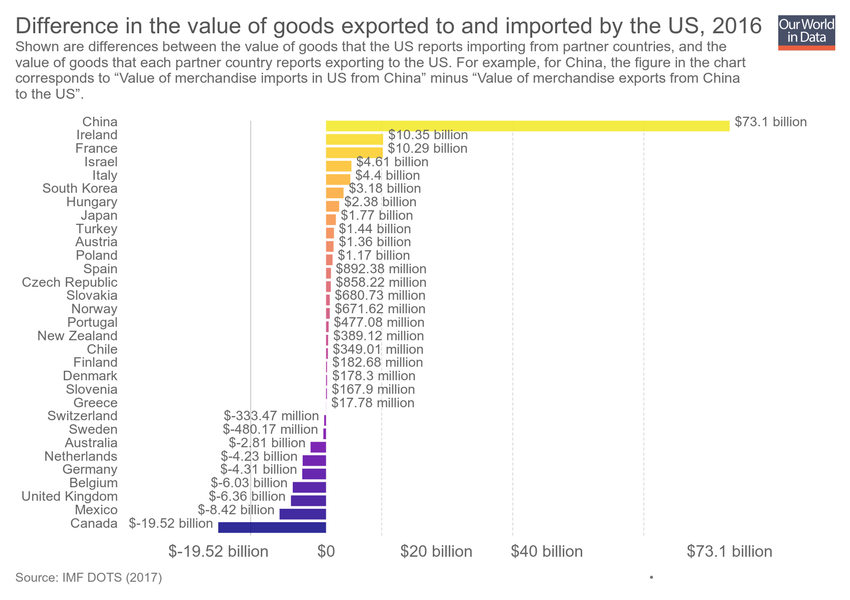 Difference in the value of goods exported to and imported by the US, 2016
Our World
in Data
Shown are differences between the value of goods that the US reports importing from partner countries, and the
value of goods that each partner country reports exporting to the US. For example, for China, the figure in the chart
corresponds to “Value of merchandise imports in US from China” minus “Value of merchandise exports from China
to the US”.
China $73.1 billion
Ireland $10.35 billion
France $10.29 billion
Israel $4.61 billion
Italy $4.4 billion
South Korea $3.18 billion
Hungary $2.38 billion
Japan $1.77 billion
Turkey $1.44 billion
Austria $1.36 billion
Poland $1.17 billion
Spain $892.38 million
Czech Republic $858.22 million
Slovakia $680.73 million
Norway $671.62 million
Portugal $477.08 million
New Zealand $389.12 million
Chile $349.01 million
Finland $182.68 million
Denmark $178.3 million
Slovenia $167.9 million
Greece $17.78 million
Switzerland $-333.47 million
Sweden $-480.17 million
Australia $-2.81 billion
Netherlands $-4.23 billion
Germany $-4.31 billion
Belgium $-6.03 billion
United Kingdom $-6.36 billion
Mexico $-8.42 billion
Canada $-19.52 billion
$-19.52 billion $0 $20 billion $40 billion $73.1 billion
Source: IMF DOTS (2017)